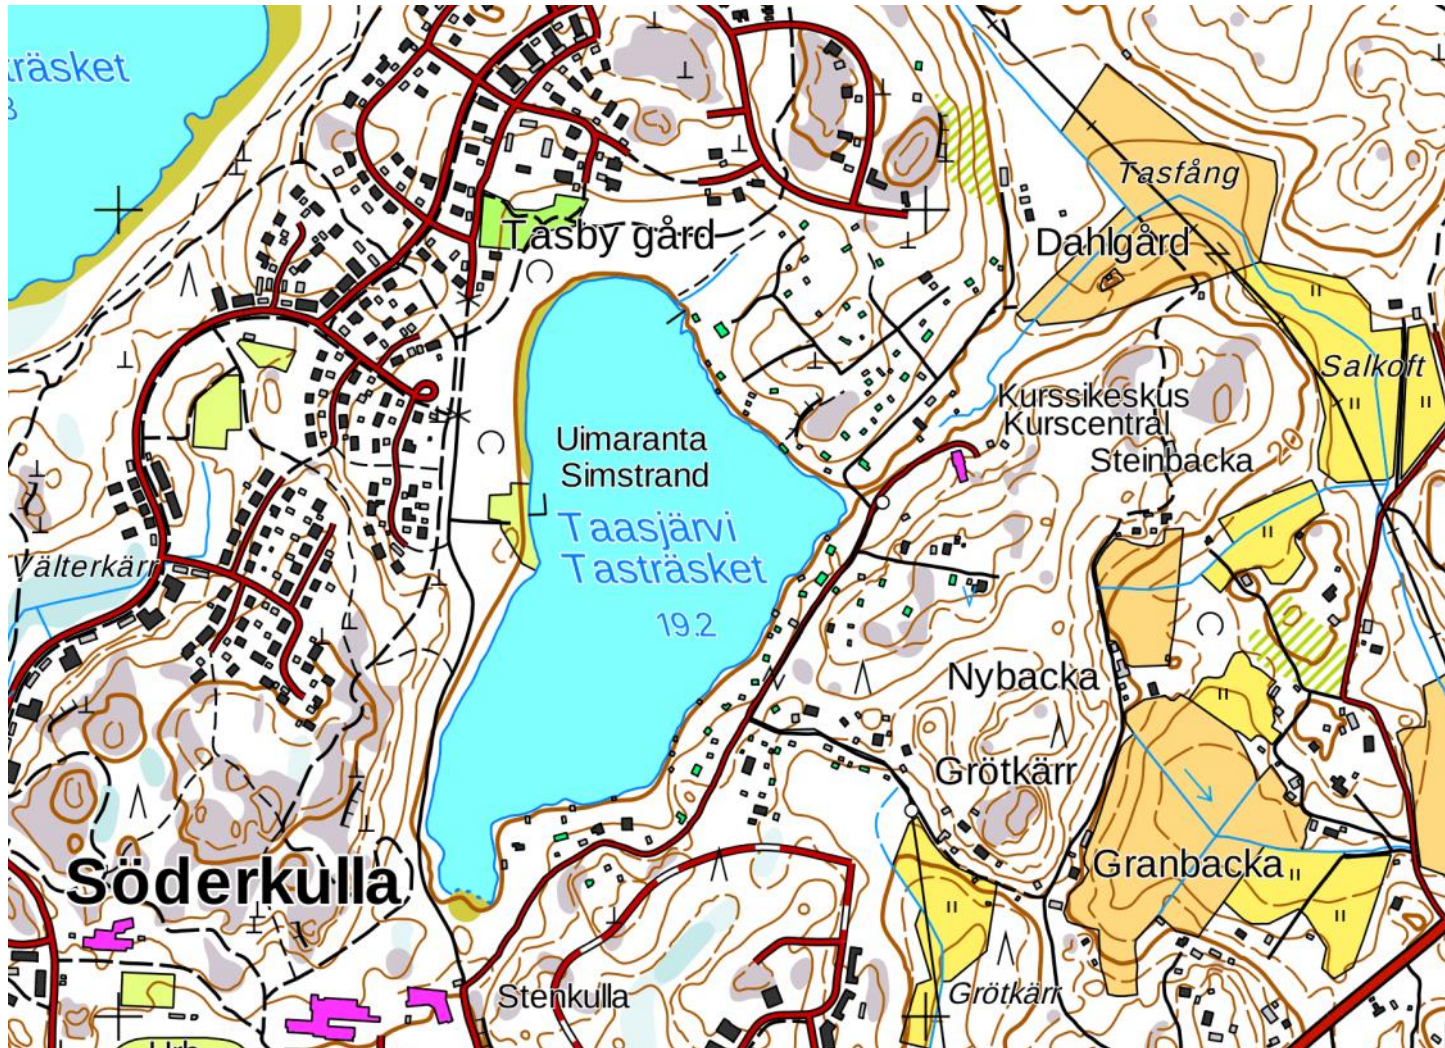 träsket
Tasfång
Tasby gård
Dahlgård
Salkoft
Kurssikeskus
Kurscentral
Uimaranta
Simstrand
Steinbacka
20
Taasjärvi
Tasträsket
Välterkärr
19.2
Nybacka
Grötkärr
Granbacka
Söderkulla
Stenkulla
Grötkärr